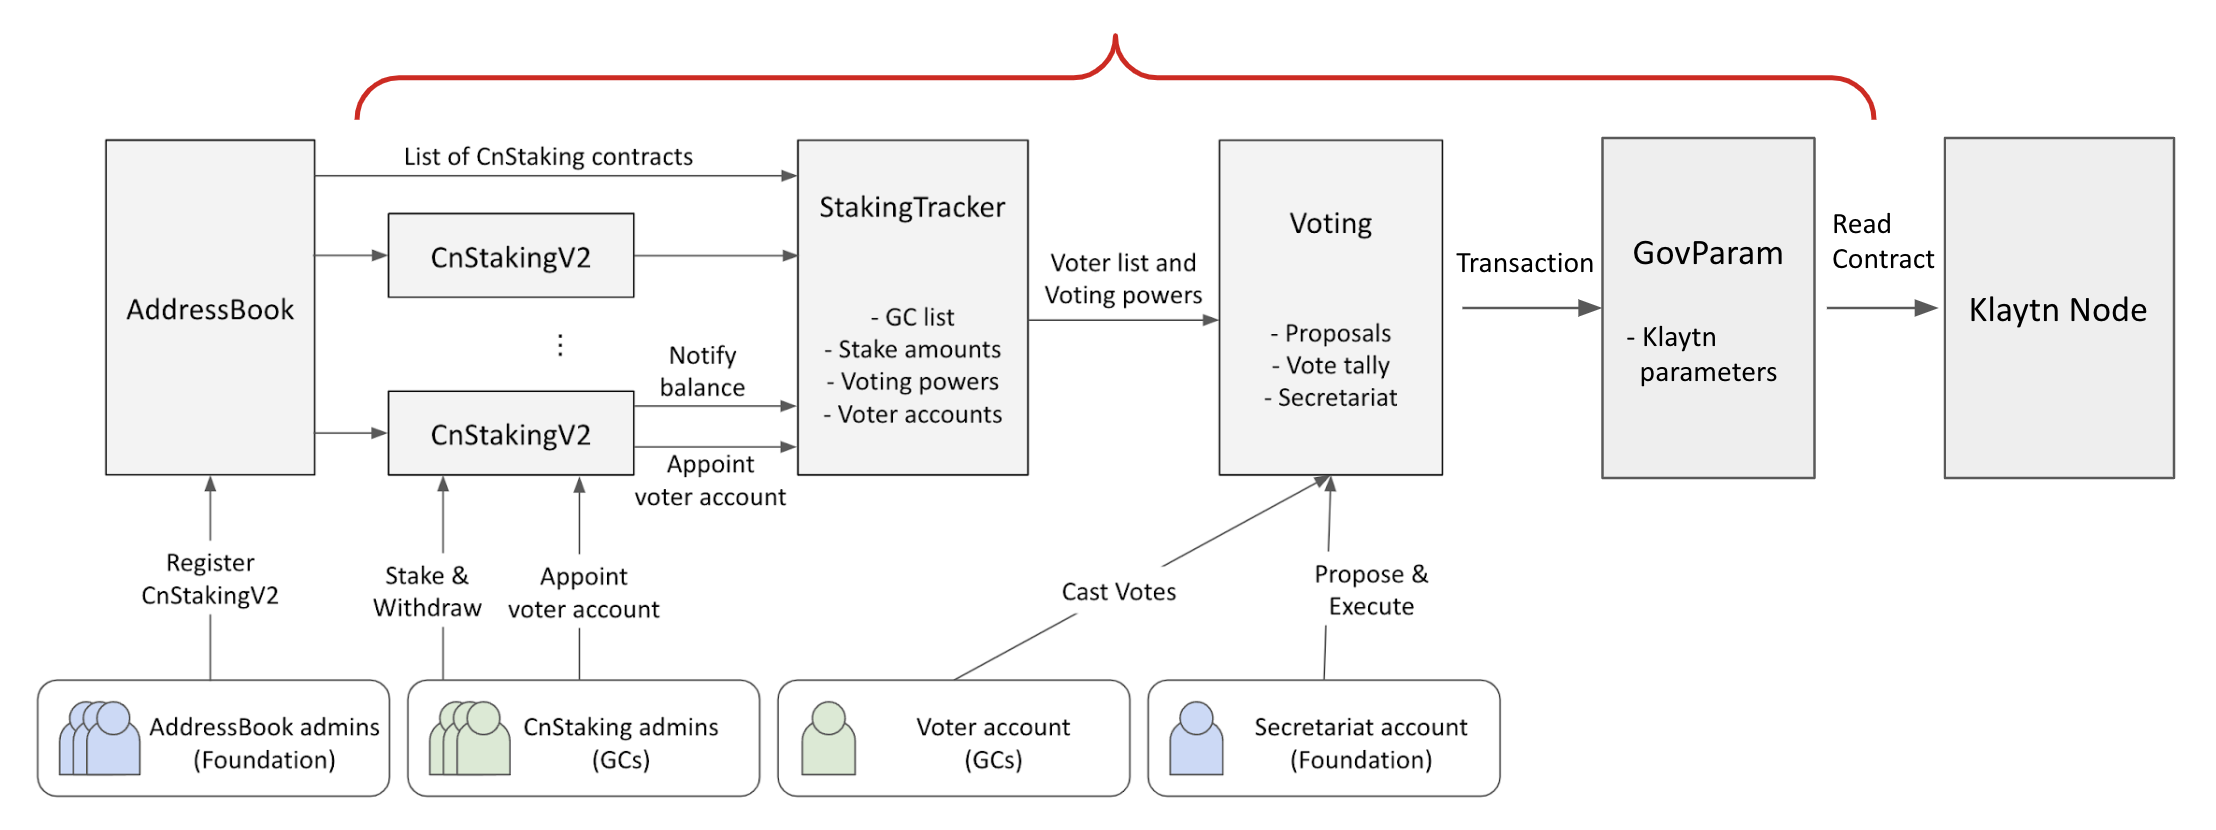 List of CnStaking contracts
AddressBook
CnStakingV2
⋮
CnStakingV2
Notify
balance
Appoint
voter account
StakingTracker
- GC list
- Stake amounts
- Voting powers
- Voter accounts
Voter list and
Voting powers
Voting
- Proposals
- Vote tally
- Secretariat
Transaction
GovParam
- Klaytn
parameters
Read
Contract
Klaytn Node
Register
CnStakingV2
Stake &
Withdraw
Appoint
voter account
Cast Votes
Propose &
Execute
AddressBook admins
(Foundation)
CnStaking admins
(GCs)
Voter account
(GCs)
Secretariat account
(Foundation)